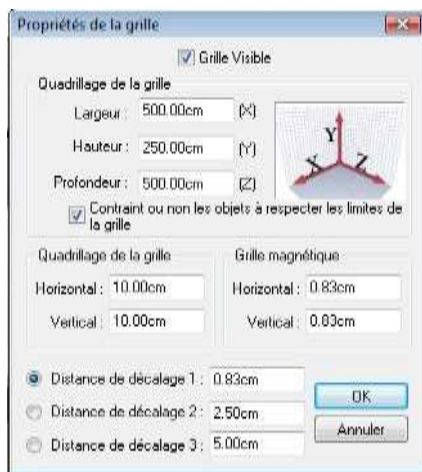 Propriétés de la grille
Grille Visible
Quadrillage de la grille
Largeur : 500.00cm (X)
Hauteur : 250.00cm (Y)
Profondeur : 500.00cm (Z)
Y
X Z
Contraint ou non les objets à respecter les limites de
la grille
Quadrillage de la grille
Horizontal : 10.00cm
Vertical : 10.00cm
Grille magnétique
Horizontal : 0.83cm
Vertical : 0.83cm
Distance de décalage 1 : 0.83cm
Distance de décalage 2 : 2.50cm
Distance de décalage 3 : 5.00cm
OK
Annuler